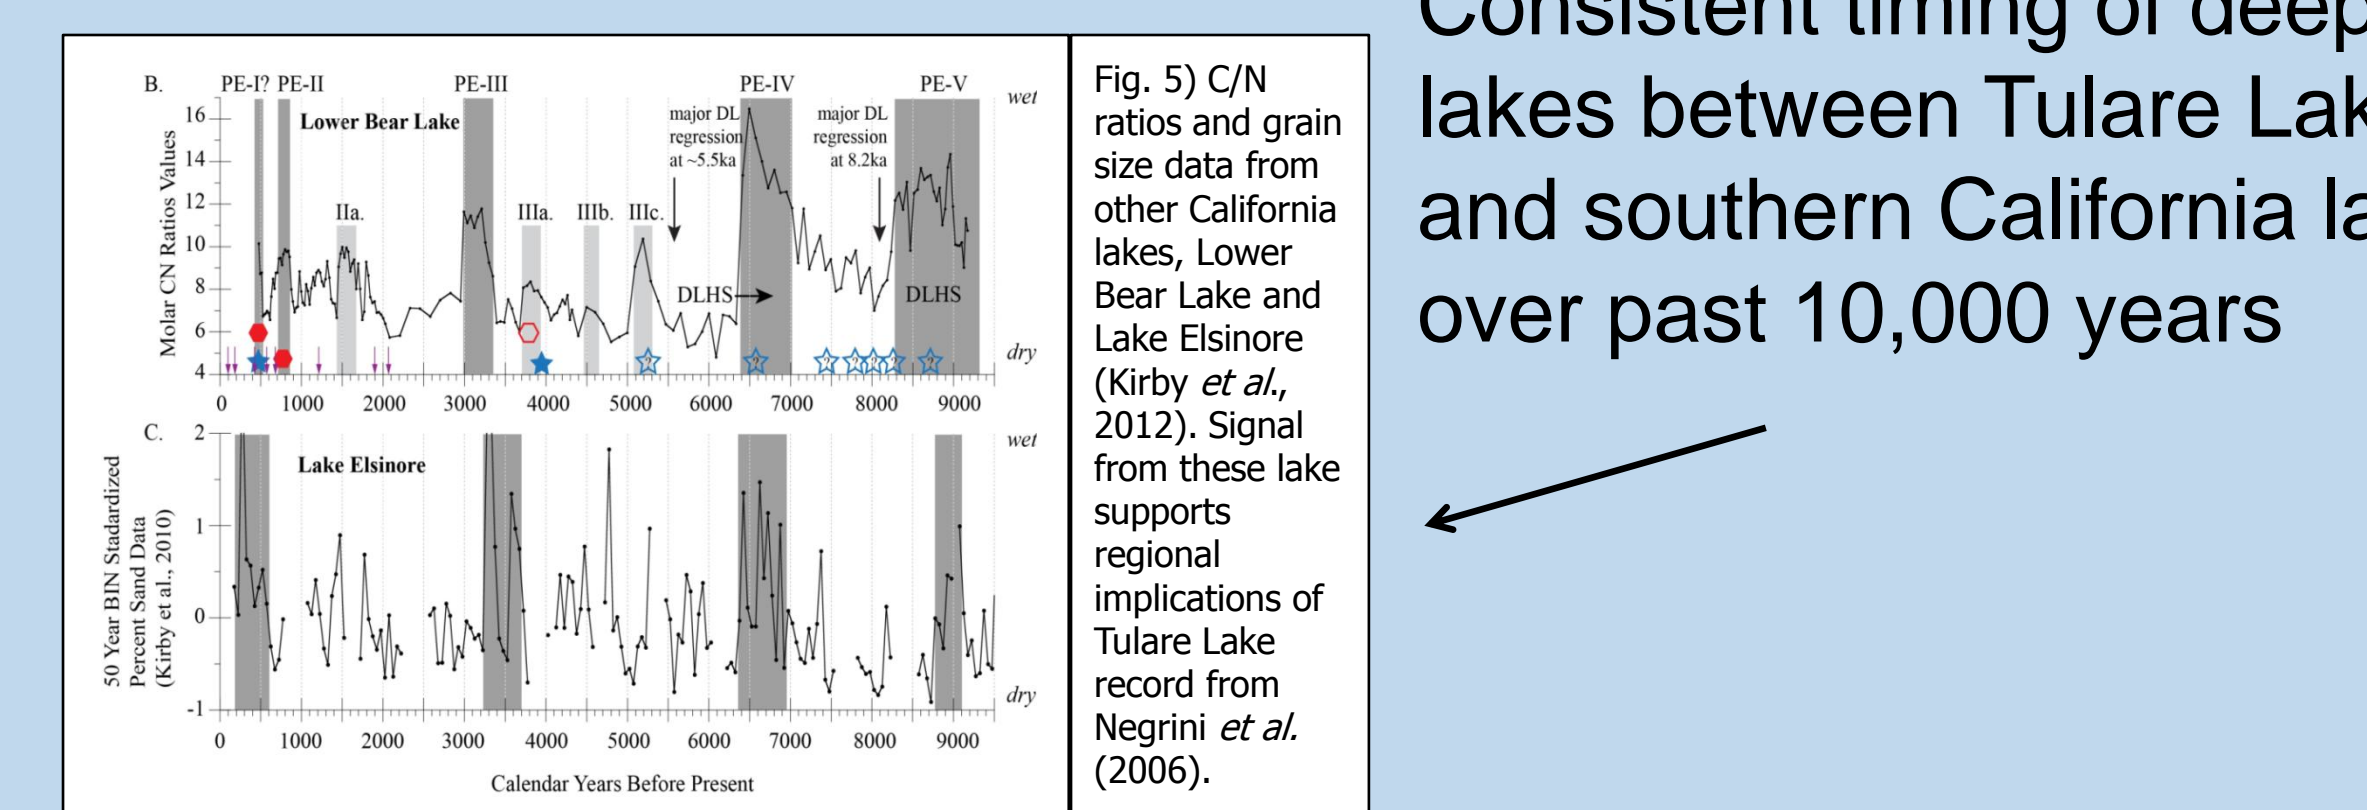 B.
PE-I? PE-II
PE-III
PE-IV
PE-V
wet
Lower Bear Lake
major DL
regression
at ~5.5ka
major DL
regression
at 8.2ka
IIa.
IIIa.
IIIb.
IIIc.
DLHS
DLHS
Molar CN Ratios Values
16
14
12
10
8
6
4
? ? ? ? ? ? ?
dry
0 1000 2000 3000 4000 5000 6000 7000 8000 9000
C.
wet
Lake Elsinore
50 Year BIN Stadardized
Percent Sand Data
(Kirby et al., 2010)
2
1
0
-1
dry
0 1000 2000 3000 4000 5000 6000 7000 8000 9000
Calendar Years Before Present
Fig. 5) C/N
ratios and grain
size data from
other California
lakes, Lower
Bear Lake and
Lake Elsinore
(Kirby et al.,
2012). Signal
from these lake
supports
regional
implications of
Tulare Lake
record from
Negrini et al.
(2006).
Consistent timing of deep
lakes between Tulare Lak
and southern California la
over past 10,000 years